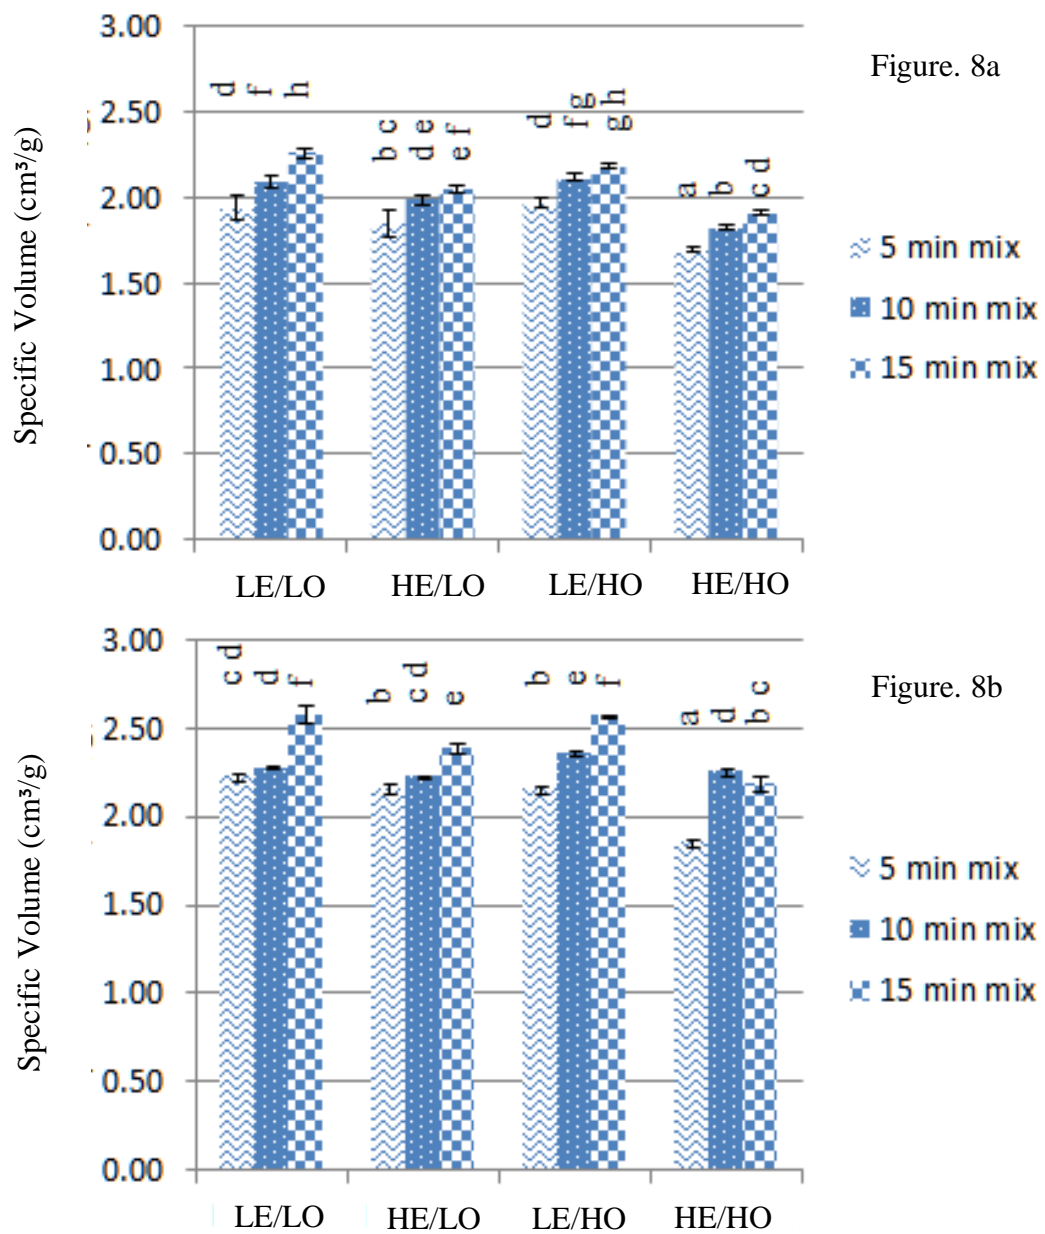 3.00
Figure. 8a
d f h
2.50
b c
d e
e f
d
f g
g h
a
b
c d
2.00
1.50
1.00
0.50
0.00
Specific Volume (cm³/g)
5 min mix
10 min mix
15 min mix
LE/LO HE/LO LE/HO HE/HO
3.00
Figure. 8b
c d
d
f
b
c d
e
b
e
f
a
d
b c
2.50
2.00
1.50
1.00
0.50
0.00
Specific Volume (cm³/g)
5 min mix
10 min mix
15 min mix
LE/LO HE/LO LE/HO HE/HO